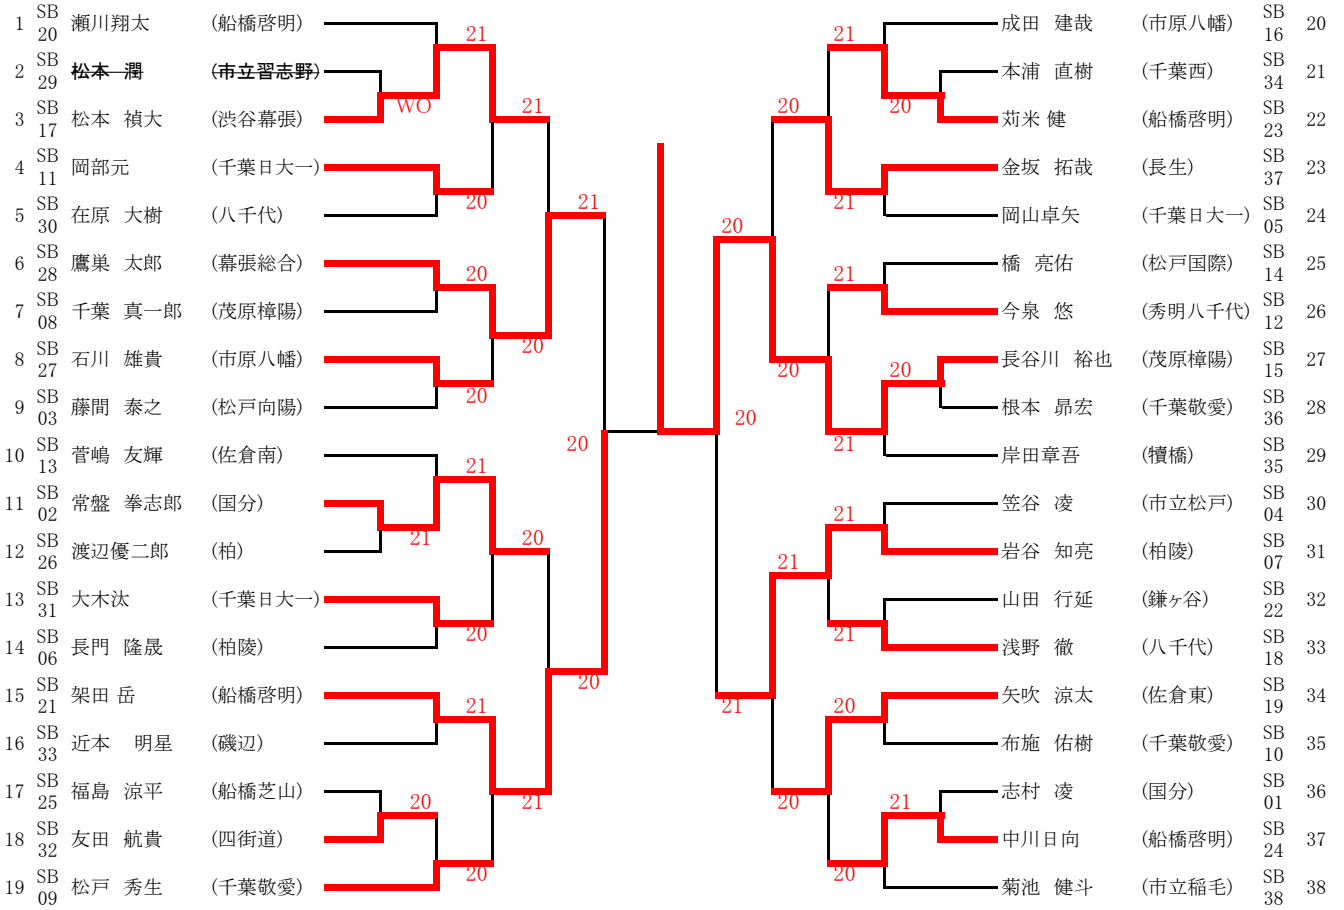 1 SB 20 瀬川翔太 (船橋啓明)
2 SB 29 松本 潤 (市立習志野)
3 SB 17 松本 禎大 (渋谷幕張)
4 SB 11 岡部元 (千葉日大一)
5 SB 30 在原 大樹 (八千代)
6 SB 28 鷹巣 太郎 (幕張総合)
7 SB 08 千葉 真一郎 (茂原樟陽)
8 SB 27 石川 雄貴 (市原八幡)
9 SB 03 藤間 泰之 (松戸向陽)
10 SB 13 菅嶋 友輝 (佐倉南)
11 SB 02 常盤 拳志郎 (国分)
12 SB 26 渡辺優二郎 (柏)
13 SB 31 大木汰 (千葉日大一)
14 SB 06 長門 隆晟 (柏陵)
15 SB 21 架田 岳 (船橋啓明)
16 SB 33 近本 明星 (磯辺)
17 SB 25 福島 涼平 (船橋芝山)
18 SB 32 友田 航貴 (四街道)
19 SB 09 松戸 秀生 (千葉敬愛)
21
WO
21
20
21
20
20
20
20
21
21
20
20
20
21
20
21
20
20
成田 建哉 (市原八幡) SB 16 20
本浦 直樹 (千葉西) SB 34 21
苅米 健 (船橋啓明) SB 23 22
金坂 拓哉 (長生) SB 37 23
岡山卓矢 (千葉日大一) SB 05 24
橋 亮佑 (松戸国際) SB 14 25
今泉 悠 (秀明八千代) SB 12 26
長谷川 裕也 (茂原樟陽) SB 15 27
根本 昴宏 (千葉敬愛) SB 36 28
岸田章吾 (犢橋) SB 35 29
笠谷 凌 (市立松戸) SB 04 30
岩谷 知亮 (柏陵) SB 07 31
山田 行延 (鎌ヶ谷) SB 22 32
浅野 徹 (八千代) SB 18 33
矢吹 涼太 (佐倉東) SB 19 34
布施 佑樹 (千葉敬愛) SB 10 35
志村 凌 (国分) SB 01 36
中川日向 (船橋啓明) SB 24 37
菊池 健斗 (市立稲毛) SB 38 38
21
20
20
21
20
21
20
20
21
20
21
21
21
21
20
20
21
20